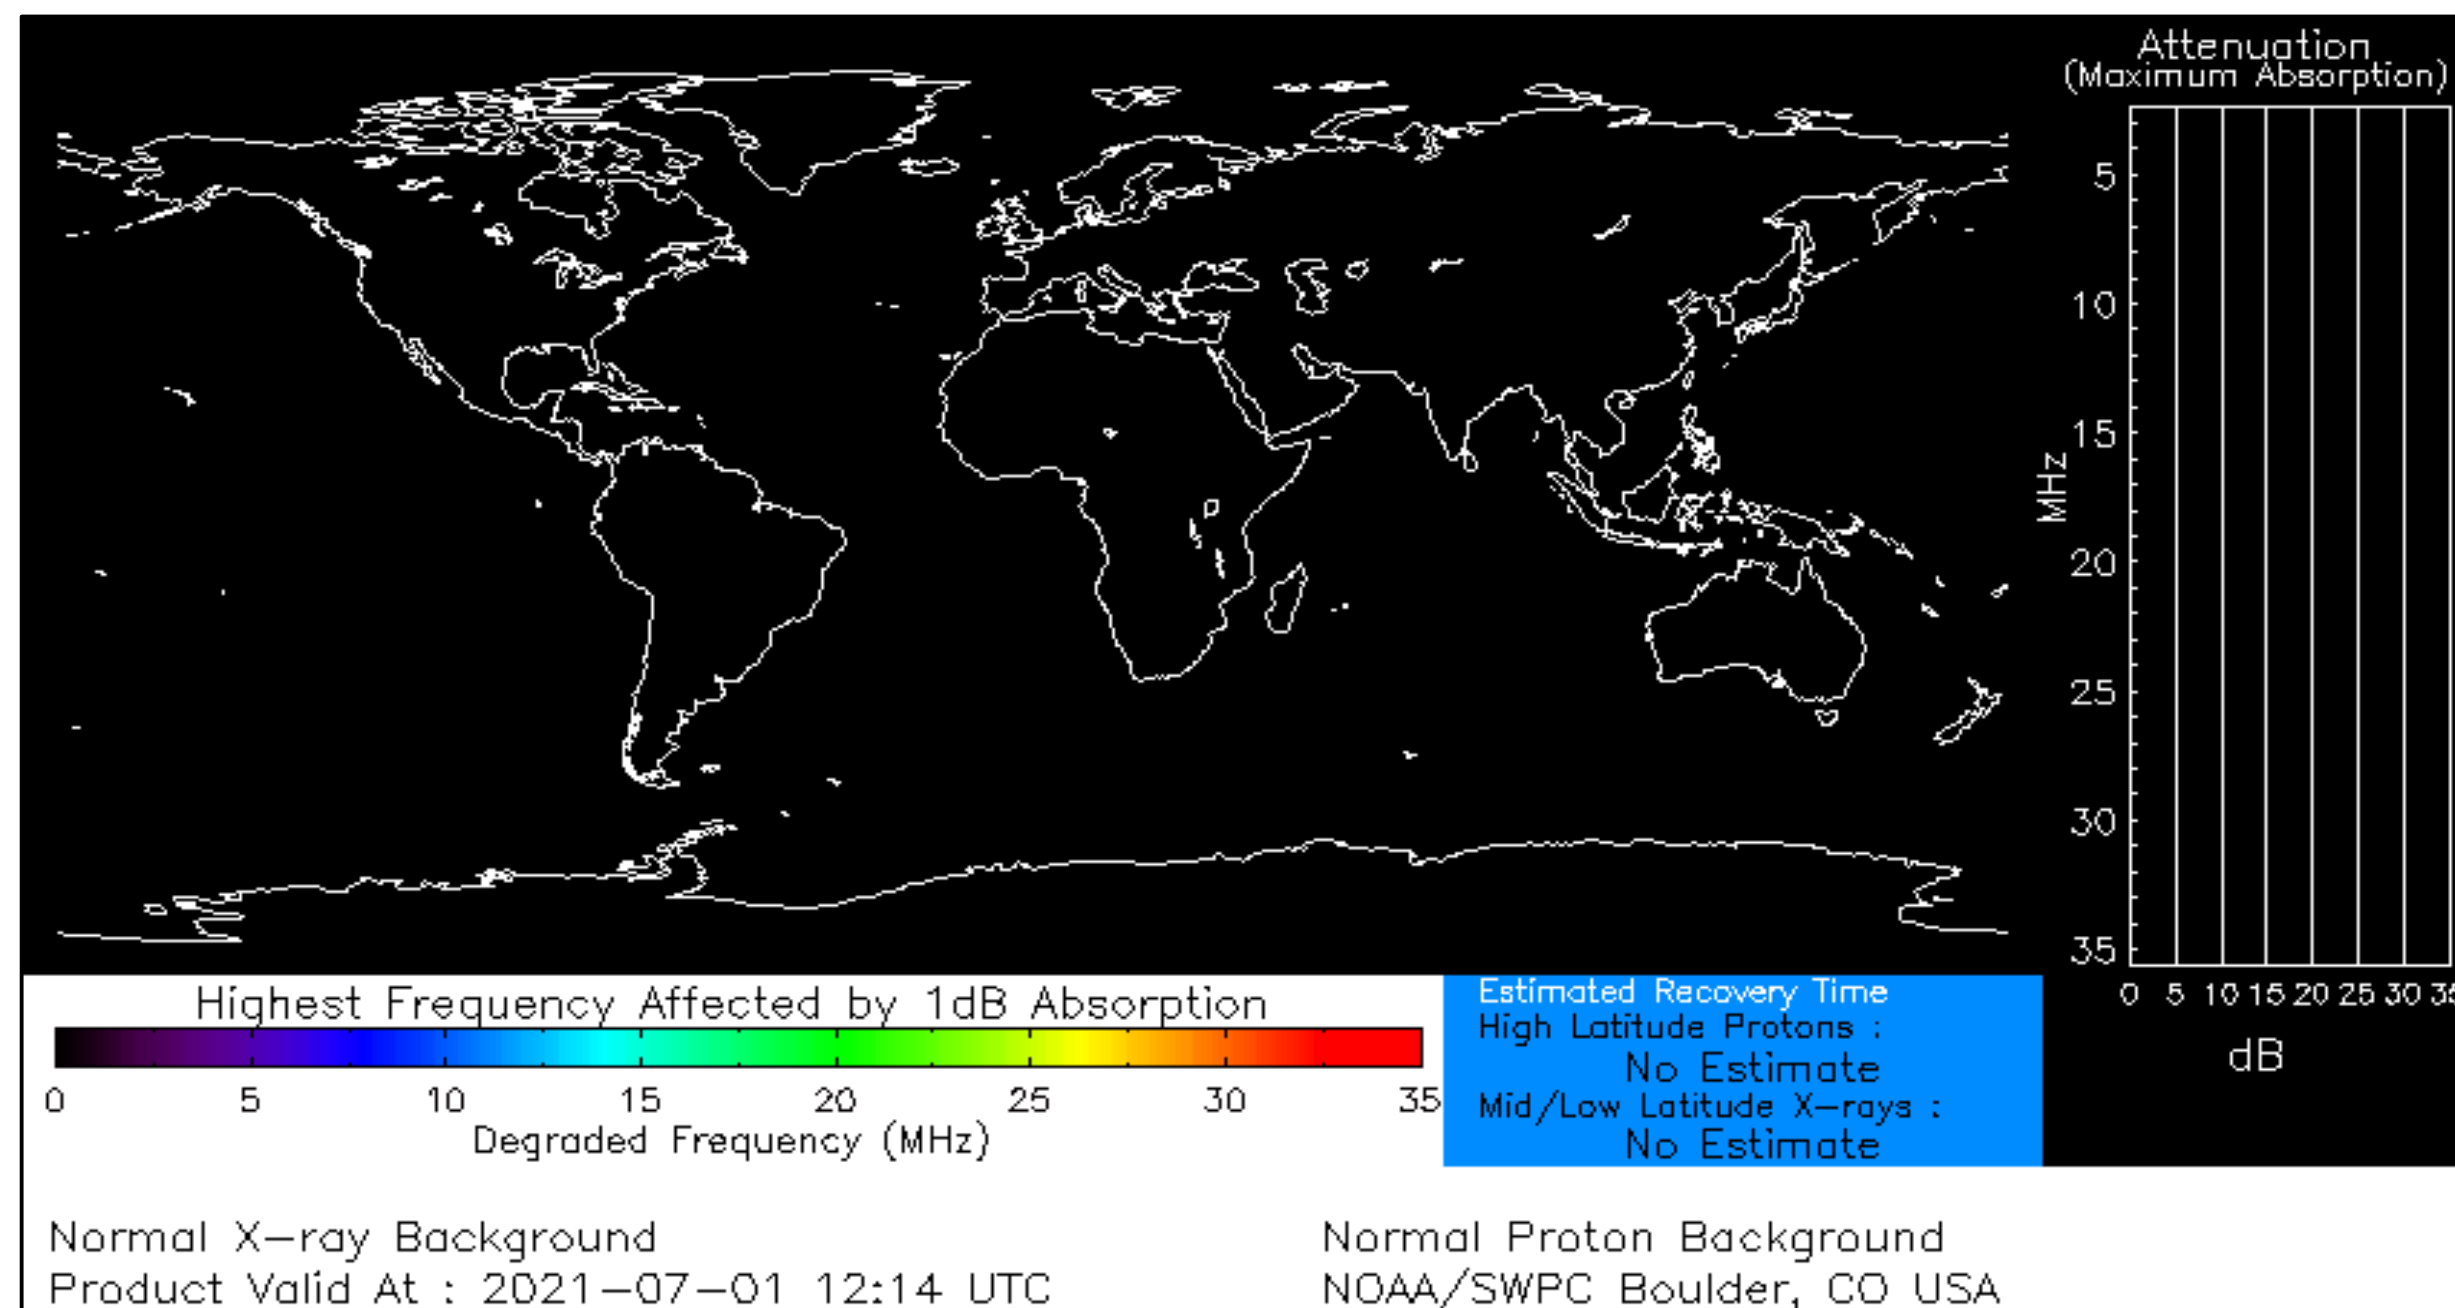 Attenuation
(Maximum Absorption)
5
10
15
20
25
30
35
MHz
0 5 10 15 20 25 30 35
dB
Highest Frequency Affected by 1dB Absorption
0 5 10 15 20 25 30 35
Degraded Frequency (MHz)
Estimated Recovery Time
High Latitude Protons :
No Estimate
Mid/Low Latitude X-rays :
No Estimate
Normal X-ray Background
Normal Proton Background
Product Valid At : 2021-07-01 12:14 UTC
NOAA/SWPC Boulder, CO USA